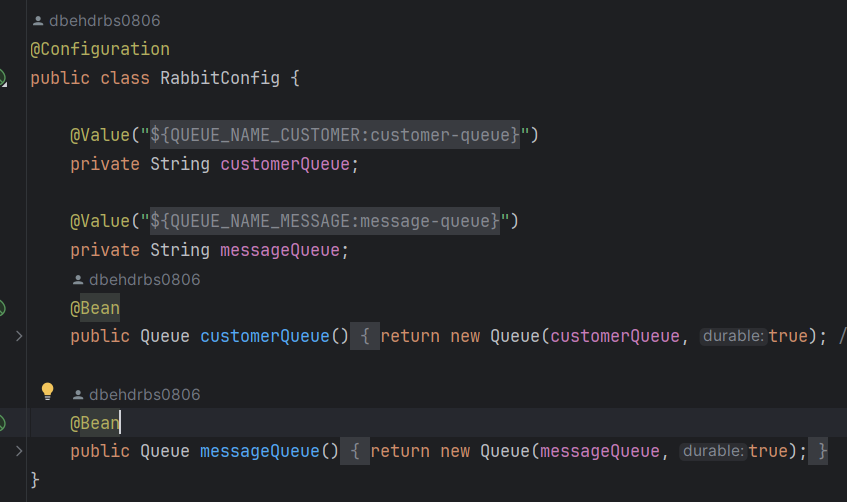 dbehdrbs0806
@Configuration
public class RabbitConfig {
@Value("${QUEUE_NAME_CUSTOMER:customer-queue}")
private String customerQueue;
@Value("${QUEUE_NAME_MESSAGE:message-queue}")
private String messageQueue;
dbehdrbs0806
@Bean
public Queue customerQueue() { return new Queue(customerQueue, durable: true); /
dbehdrbs0806
@Bean
public Queue messageQueue() { return new Queue(messageQueue, durable: true); }
}